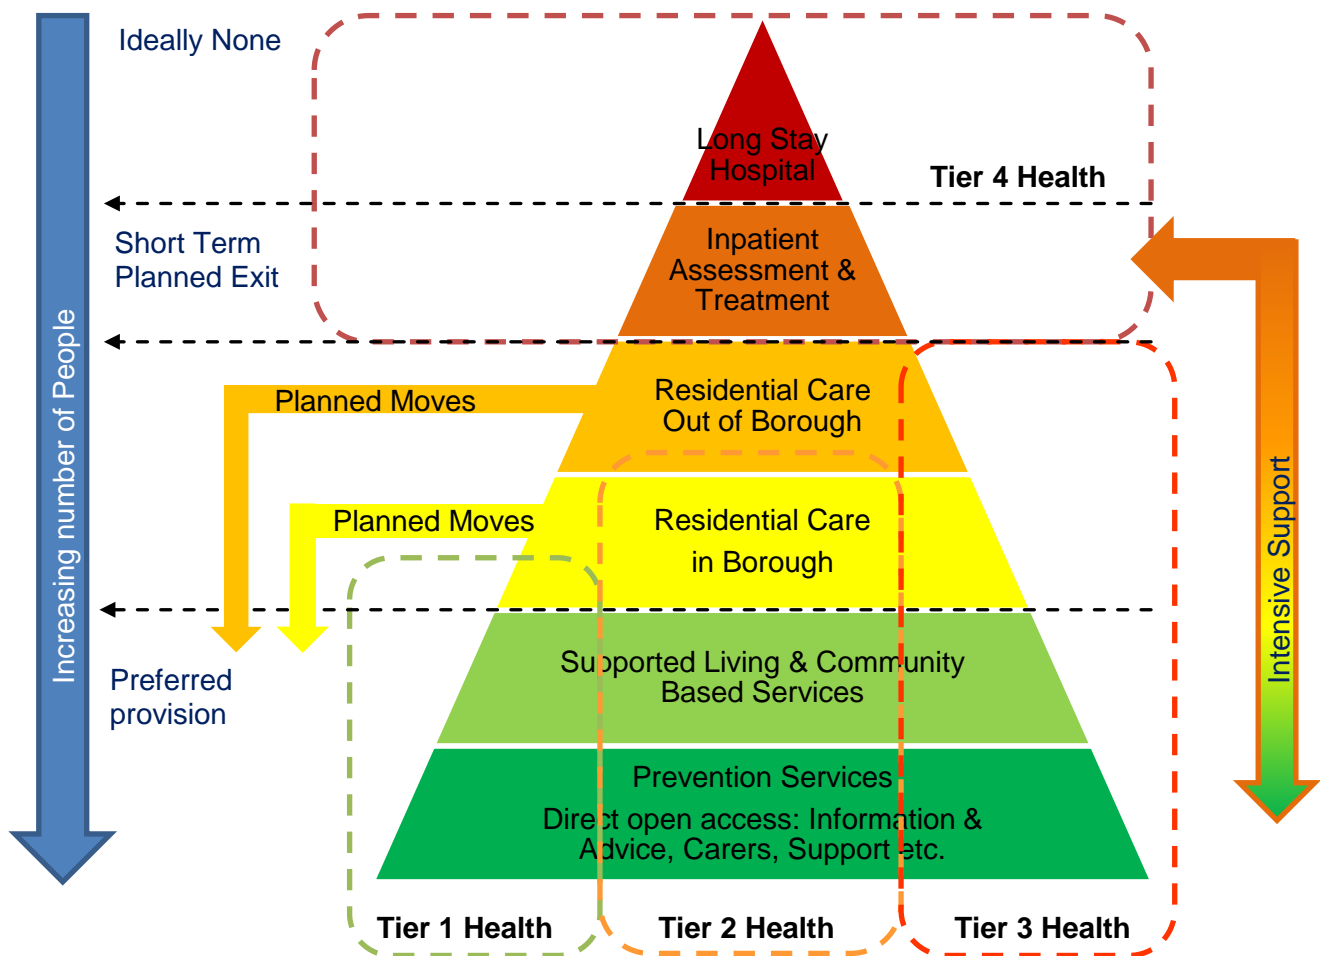 Ideally None
Long Stay
Hospital
Tier 4 Health
Short Term
Planned Exit
Inpatient
Assessment &
Treatment
Increasing number of People
Planned Moves
Residential Care
Out of Borough
Planned Moves
Residential Care
in Borough
Intensive Support
Preferred
provision
Supported Living & Community
Based Services
Prevention Services
Direct open access: Information &
Advice, Carers, Support etc.
Tier 1 Health
Tier 2 Health
Tier 3 Health